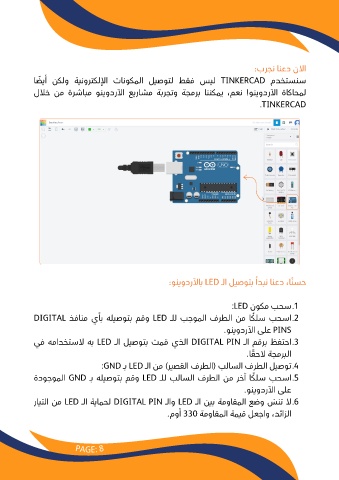 الآن دعنا نجرب:
سنستخدم TINKERCAD ليس فقط لتوصيل المكونات الإلكترونية ولكن أيضًا
لمحاكاة الأردوينو! نعم، يمكننا برمجة وتجربة مشاريع الأردوينو مباشرة من خلال
TINKERCAD.
UNO
حسنًا، دعنا نبدأ بتوصيل الـ LED بالأردوينو:
1. سحب مكون LED:
2. اسحب سلكًا من الطرف الموجب للـ LED وقم بتوصيله بأي منافذ DIGITAL
PINS على الأردوينو.
3. احتفظ برقم الـ DIGITAL PIN الذي قمت بتوصيل الـ LED به لاستخدامه في
البرمجة لاحقًا.
4. توصيل الطرف السالب (الطرف القصير) من الـ LED بـ GND:
5. اسحب سلكًا آخر من الطرف السالب للـ LED وقم بتوصيله بـ GND الموجودة
على الأردوينو.
6. لا تنسَ وضع المقاومة بين الـ LED والـ DIGITAL PIN لحماية الـ LED من التيار
الزائد، واجعل قيمة المقاومة 330 أوم.
PAGE: 8